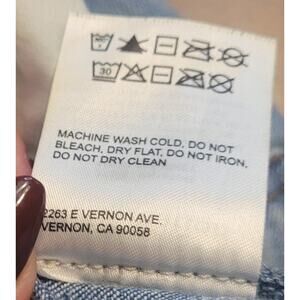 30
MACHINE WASH COLD, DO NOT
BLEACH, DRY FLAT, DO NOT IRON,
DO NOT DRY CLEAN
2263 E VERNON AVE.
VERNON, CA 90058